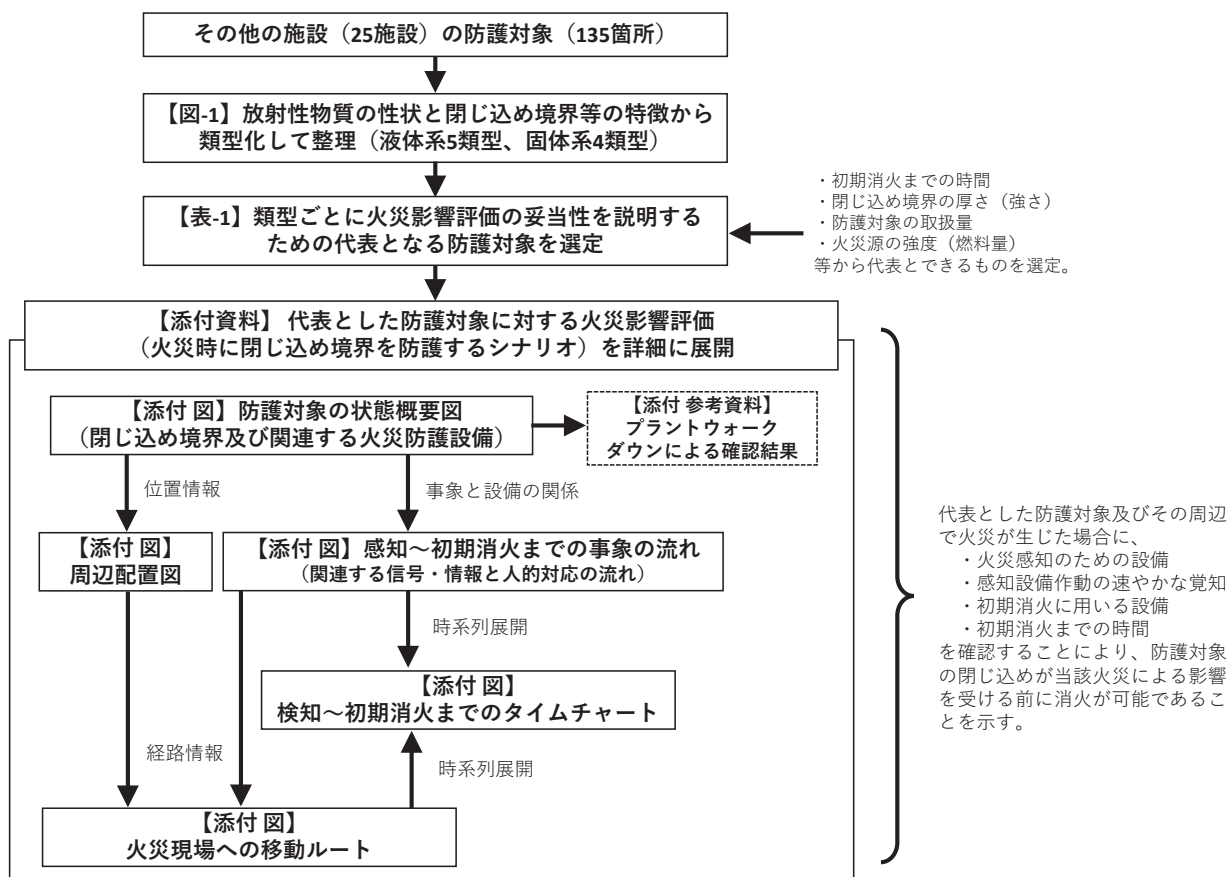 その他の施設（25施設）の防護対象（135箇所）
【図-1】放射性物質の性状と閉じ込め境界等の特徴から
類型化して整理（液体系5類型、固体系4類型）
【表-1】類型ごとに火災影響評価の妥当性を説明する
ための代表となる防護対象を選定
・初期消火までの時間
・閉じ込め境界の厚さ（強さ）
・防護対象の取扱量
・火災源の強度（燃料量）
等から代表とできるものを選定。
【添付資料】 代表とした防護対象に対する火災影響評価
（火災時に閉じ込め境界を防護するシナリオ）を詳細に展開
【添付 図】防護対象の状態概要図
（閉じ込め境界及び関連する火災防護設備）
【添付 参考資料】
プラントウォーク
ダウンによる確認結果
位置情報
事象と設備の関係
【添付 図】
周辺配置図
【添付 図】感知～初期消火までの事象の流れ
（関連する信号・情報と人的対応の流れ）
時系列展開
【添付 図】
検知～初期消火までのタイムチャート
経路情報
時系列展開
【添付 図】
火災現場への移動ルート
代表とした防護対象及びその周辺
で火災が生じた場合に、
・火災感知のための設備
・感知設備作動の速やかな覚知
・初期消火に用いる設備
・初期消火までの時間
を確認することにより、防護対象
の閉じ込めが当該火災による影響
を受ける前に消火が可能であるこ
とを示す。